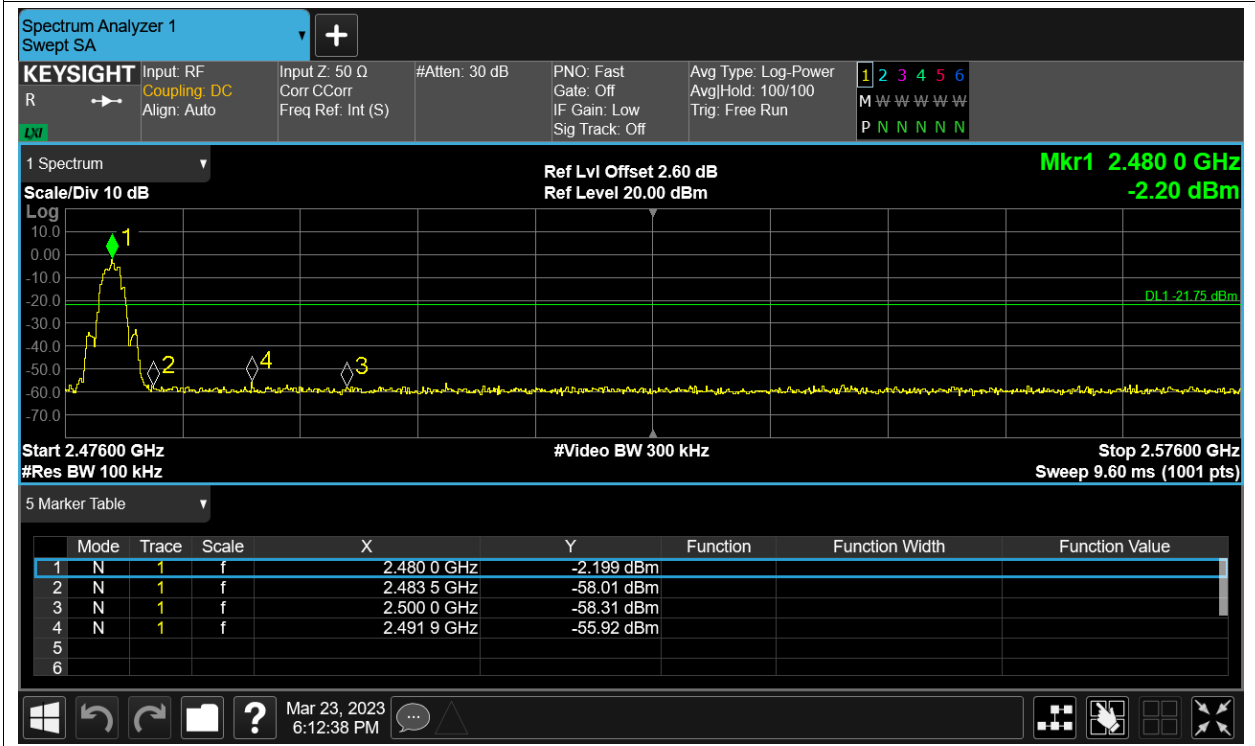 Spectrum Analyzer 1
Swept SA
+
KEYSIGHT
R
LXI
Input: RF
Coupling: DC
Align: Auto
Input Z: 50 Ω
Corr CCorr
Freq Ref: Int (S)
#Atten: 30 dB
PNO: Fast
Gate: Off
IF Gain: Low
Sig Track: Off
Avg Type: Log-Power
Avg|Hold: 100/100
Trig: Free Run
1 2 3 4 5 6
M W W W W W
P N N N N N
1 Spectrum
Scale/Div 10 dB
Ref Lvl Offset 2.60 dB
Ref Level 20.00 dBm
Mkr1 2.480 0 GHz
-2.20 dBm
Log
10.0
0.00
-10.0
-20.0
-30.0
-40.0
-50.0
-60.0
-70.0
1
2
4
3
DL1 -21.75 dBm
Start 2.47600 GHz
#Res BW 100 kHz
#Video BW 300 kHz
Stop 2.57600 GHz
Sweep 9.60 ms (1001 pts)
5 Marker Table
Mode Trace Scale X Y Function Function Width Function Value
1 N 1 f 2.480 0 GHz -2.199 dBm
2 N 1 f 2.483 5 GHz -58.01 dBm
3 N 1 f 2.500 0 GHz -58.31 dBm
4 N 1 f 2.491 9 GHz -55.92 dBm
5
6
?
Mar 23, 2023
6:12:38 PM